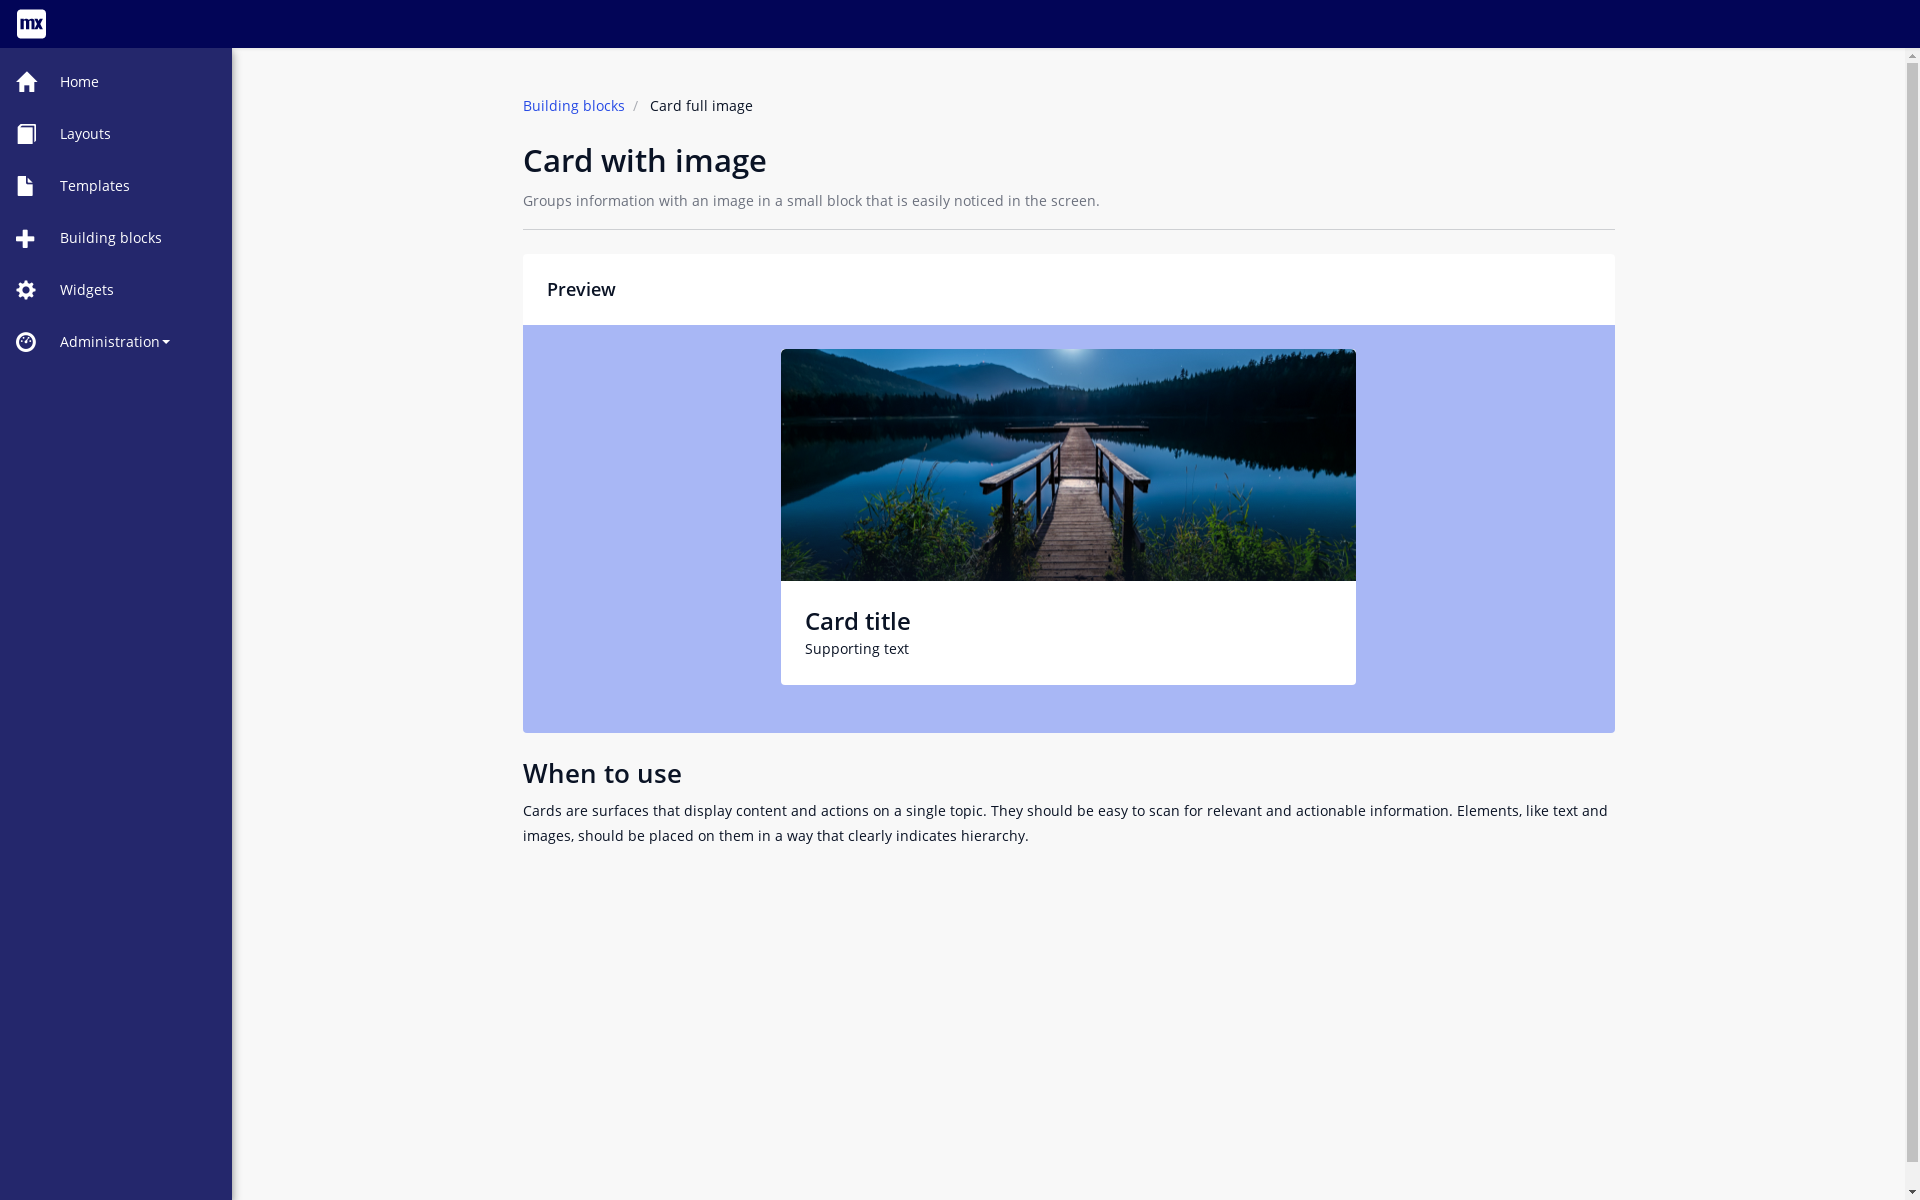 mx
Home
Layouts
Templates
Building blocks
Widgets
Administration
Building blocks / Card full image
Card with image
Groups information with an image in a small block that is easily noticed in the screen.
Preview
Card title
Supporting text
When to use
Cards are surfaces that display content and actions on a single topic. They should be easy to scan for relevant and actionable information. Elements, like text and
images, should be placed on them in a way that clearly indicates hierarchy.